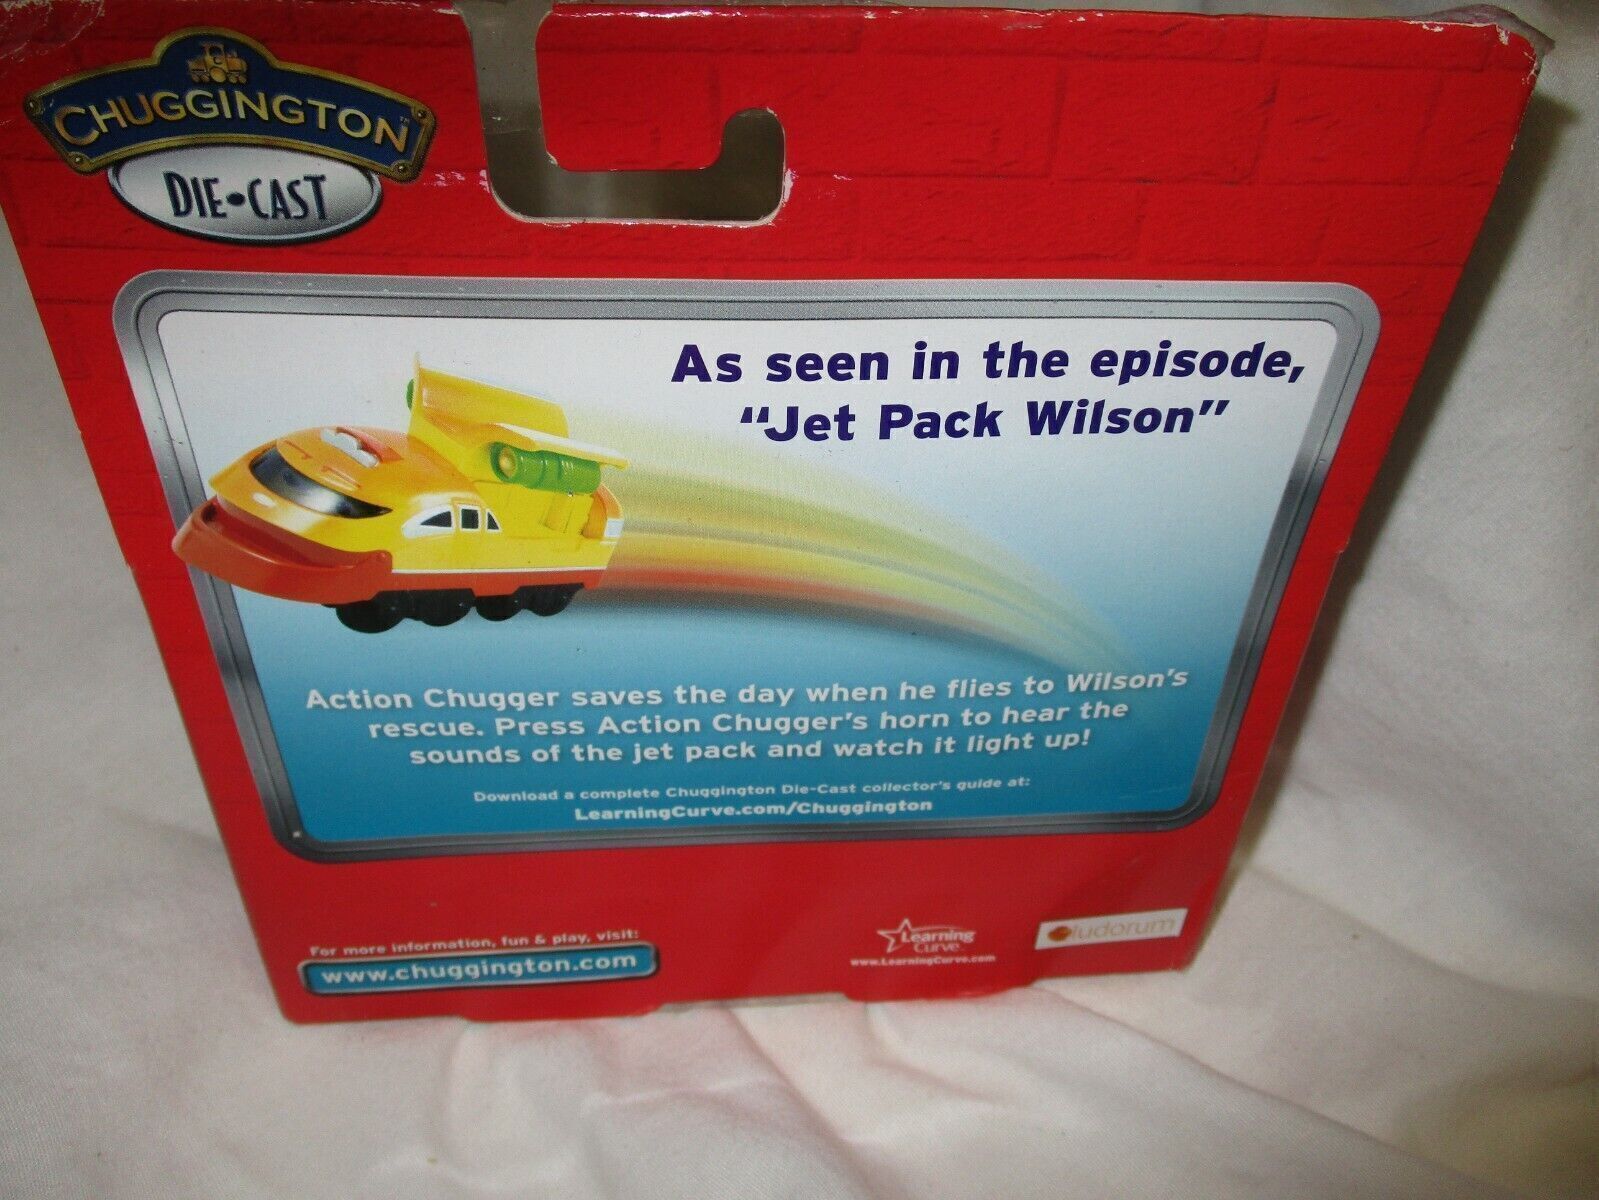 CHUGGINGTON™
DIE•CAST
As seen in the episode,
“Jet Pack Wilson”
Action Chugger saves the day when he flies to Wilson's
rescue. Press Action Chugger's horn to hear the
sounds of the jet pack and watch it light up!
Download a complete Chuggington Die-Cast collector's guide at:
LearningCurve.com/Chuggington
For more information, fun & play, visit:
www.chuggington.com
Learning
Curve
www.LearningCurve.com
ludorum